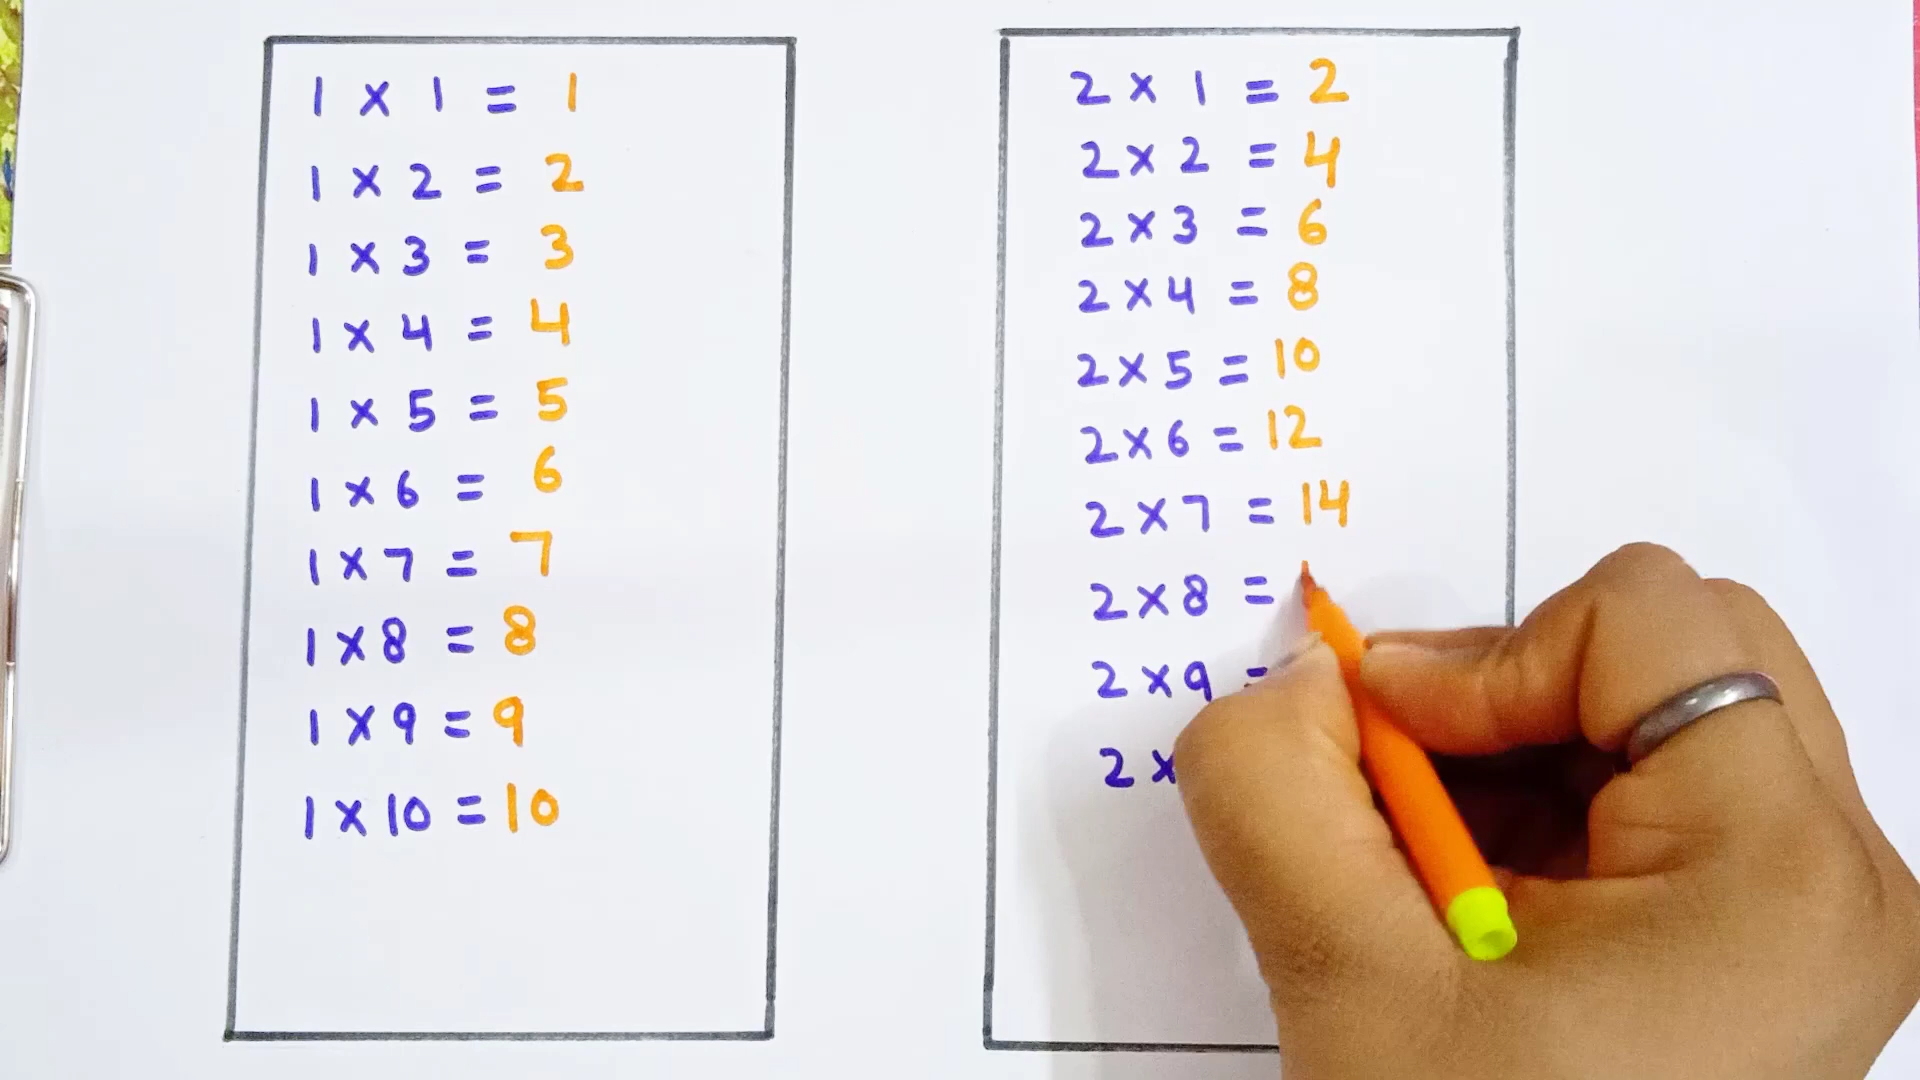 1 x 1 = 1
1 x 2 = 2
1 x 3 = 3
1 x 4 = 4
1 x 5 = 5
1 x 6 = 6
1 x 7 = 7
1 x 8 = 8
1 x 9 = 9
1 x 10 = 10
2 x 1 = 2
2 x 2 = 4
2 x 3 = 6
2 x 4 = 8
2 x 5 = 10
2 x 6 = 12
2 x 7 = 14
2 x 8 =
2 x 9 =
2 x